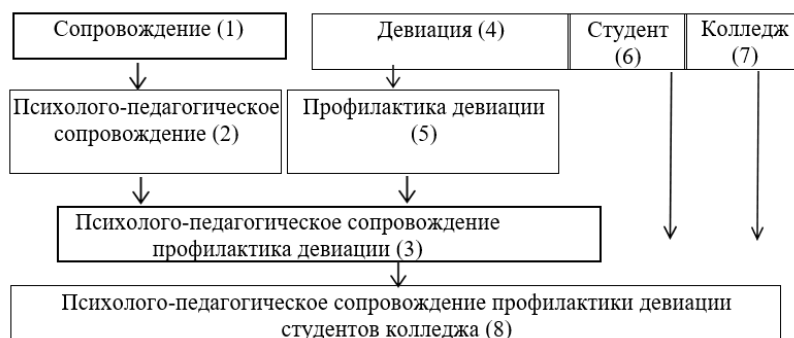 Сопровождение (1)
Девиация (4)
Студент
(6)
Колледж
(7)
Психолого-педагогическое
сопровождение (2)
Профилактика девиации
(5)
Психолого-педагогическое сопровождение
профилактика девиации (3)
Психолого-педагогическое сопровождение профилактики девиации
студентов колледжа (8)